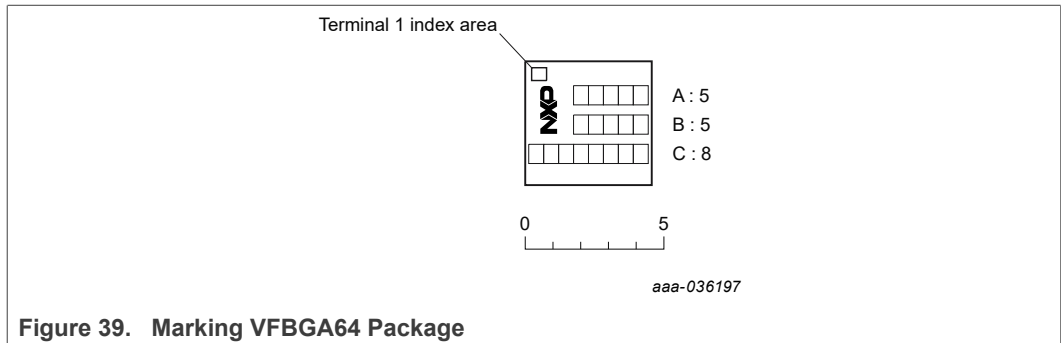 Terminal 1 index area
NXP
A : 5
B : 5
C : 8
0 5
aaa-036197
Figure 39. Marking VFBGA64 Package